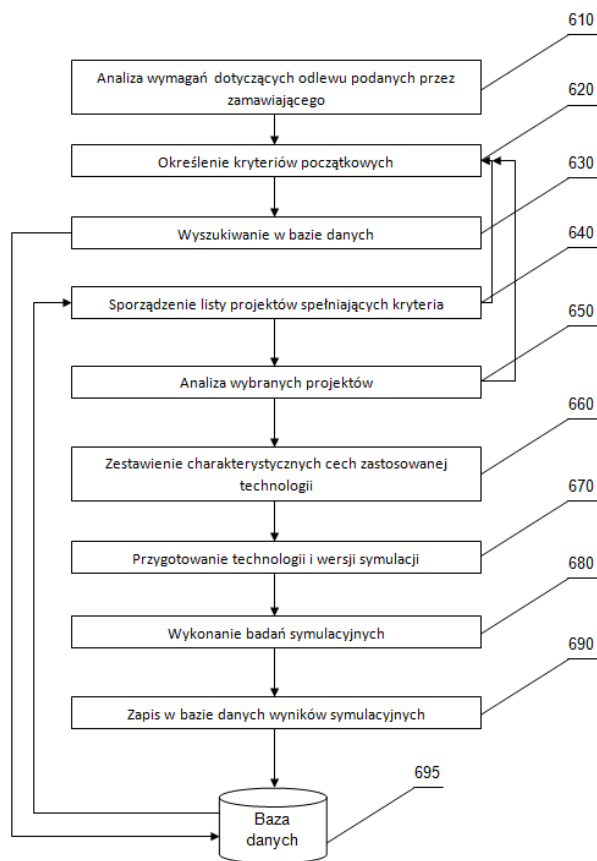 610
Analiza wymagań dotyczących odlewu podanych przez
zamawiającego
620
Określenie kryteriów początkowych
630
Wyszukiwanie w bazie danych
640
Sporządzenie listy projektów spełniających kryteria
650
Analiza wybranych projektów
660
Zestawienie charakterystycznych cech zastosowanej
technologii
670
Przygotowanie technologii i wersji symulacji
680
Wykonanie badań symulacyjnych
690
Zapis w bazie danych wyników symulacyjnych
695
Baza
danych